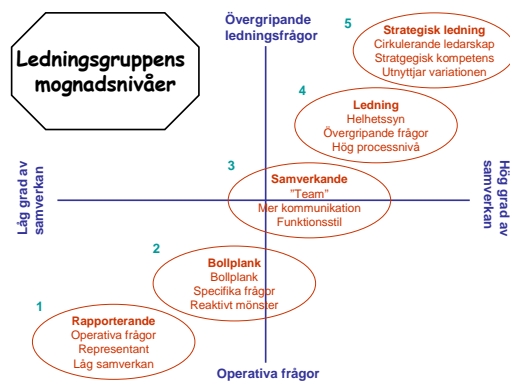 Ledningsgruppens
mognadsnivåer
Övergripande
ledningsfrågor
5
Strategisk ledning
Cirkulerande ledarskap
Stratgegisk kompetens
Utnyttjar variationen
4
Ledning
Helhetssyn
Övergripande frågor
Hög processnivå
3
Samverkande
"Team"
Mer kommunikation
Funktionsstil
Låg grad av
samverkan
Hög grad av
samverkan
2
Bollplank
Bollplank
Specifika frågor
Reaktivt mönster
1
Rapporterande
Operativa frågor
Representant
Låg samverkan
Operativa frågor